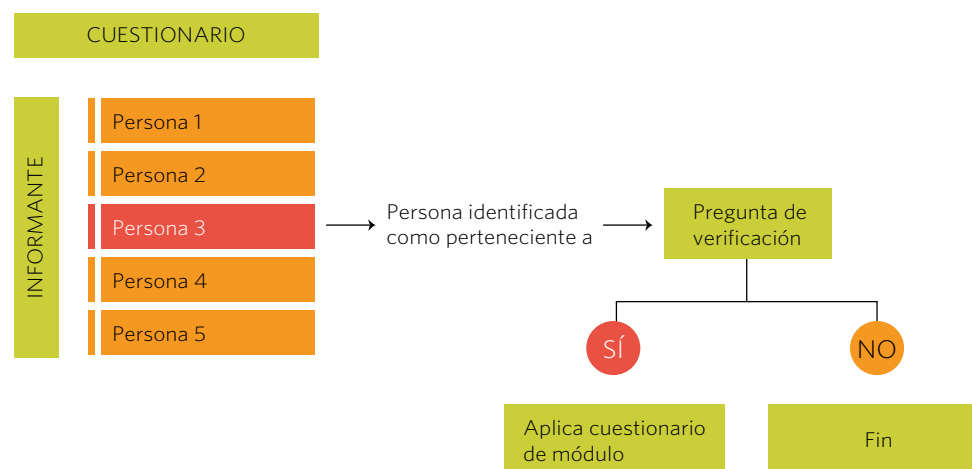 CUESTIONARIO
INFORMANTE
Persona 1
Persona 2
Persona 3
Persona 4
Persona 5
Persona identificada
como perteneciente a
Pregunta de
verificación
SÍ
NO
Aplica cuestionario
de módulo
Fin